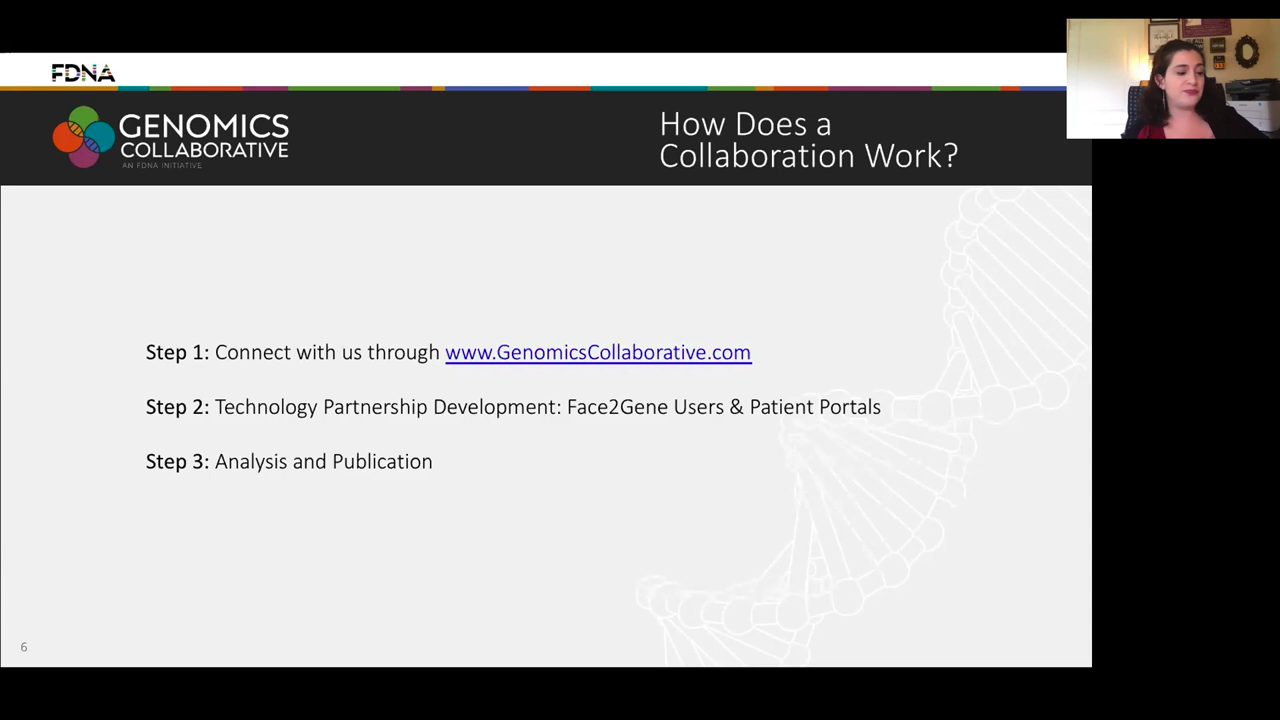 FDNA
GENOMICS
COLLABORATIVE
AN FDNA INITIATIVE
How Does a
Collaboration Work?
Step 1: Connect with us through www.GenomicsCollaborative.com
Step 2: Technology Partnership Development: Face2Gene Users & Patient Portals
Step 3: Analysis and Publication
6